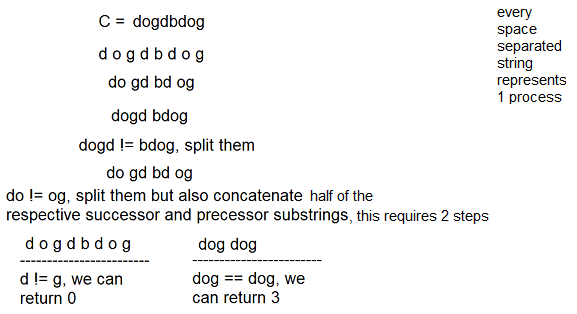 C = dogdbdog
d o g d b d o g
do gd bd og
dogd bdog
dogd != bdog, split them
do gd bd og
do != og, split them but also concatenate half of the
respective successor and precessor substrings, this requires 2 steps
d o g d b d o g
-------------------------
d != g, we can
return 0
dog dog
-------------------------
dog == dog, we
can return 3
every
space
separated
string
represents
1 process